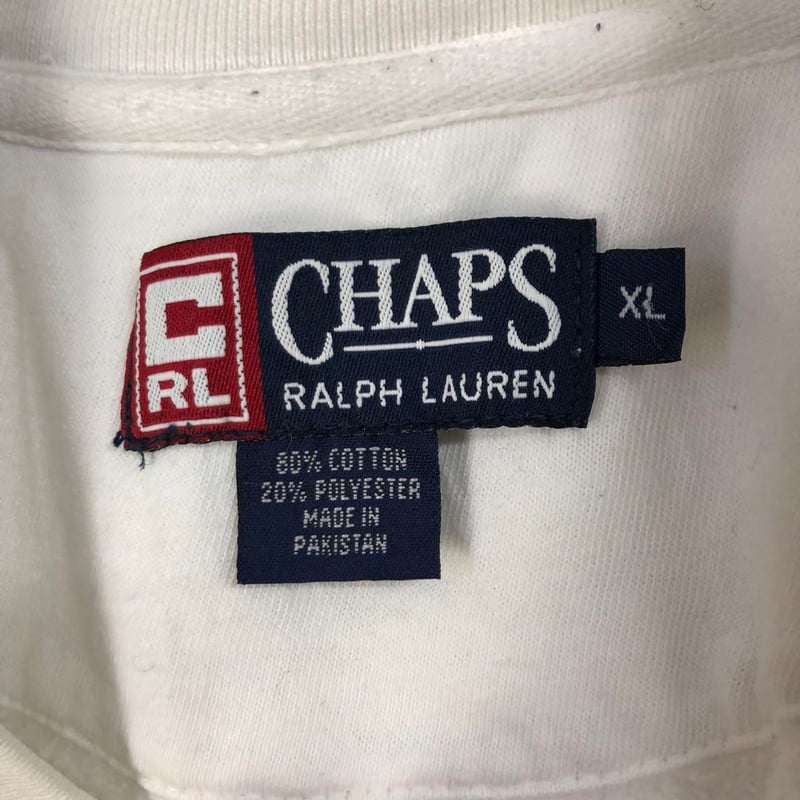 C
RL
CHAPS
RALPH LAUREN
XL
80% COTTON
20% POLYESTER
MADE IN
PAKISTAN